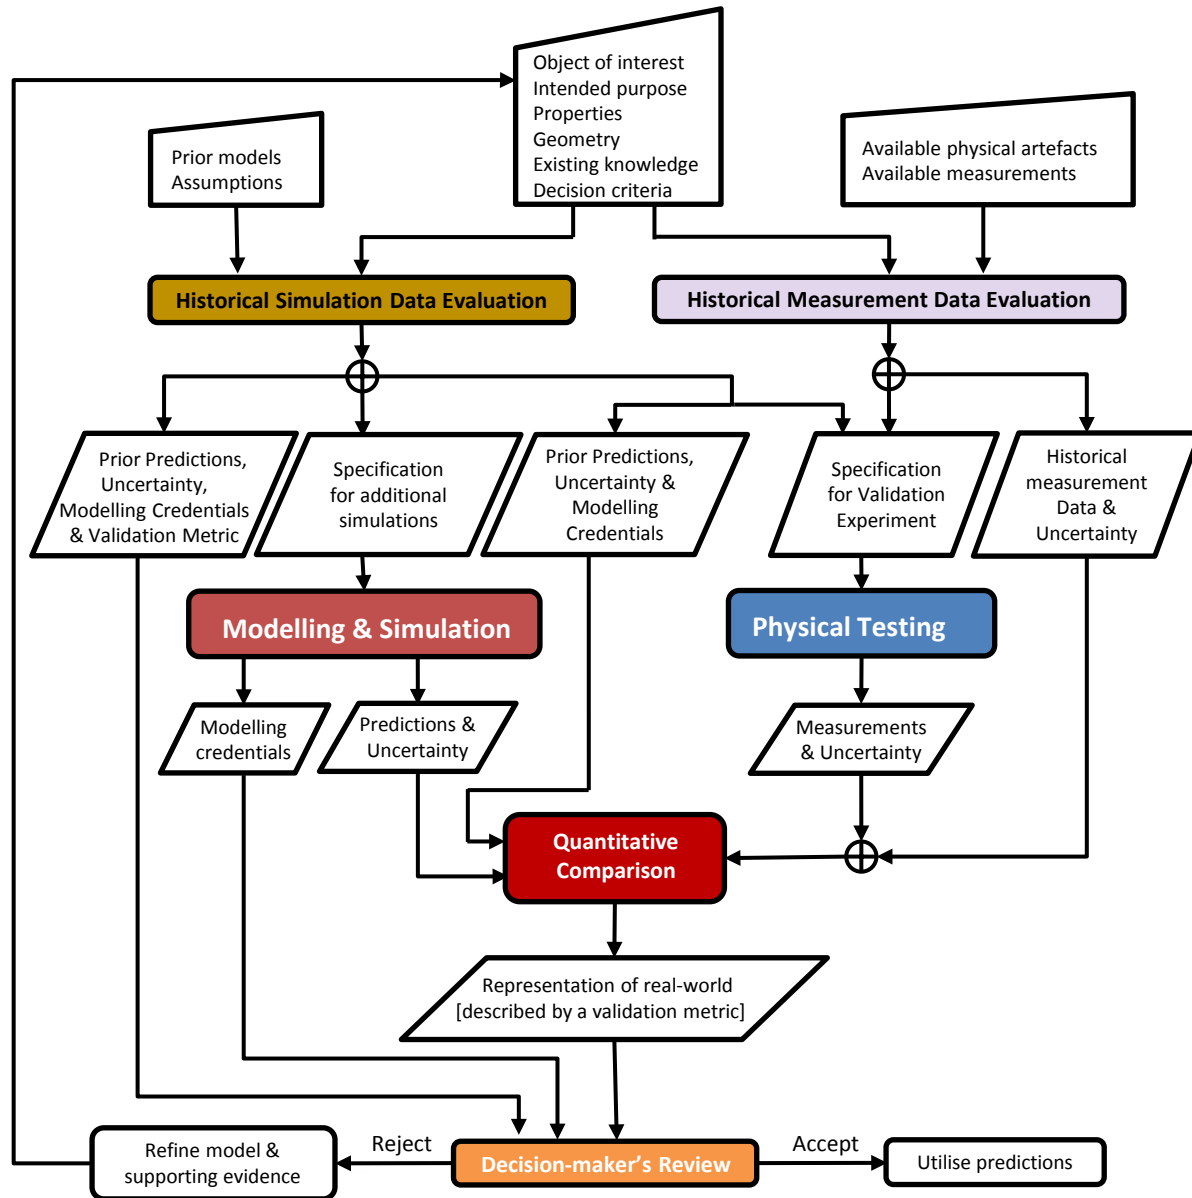 Object of interest
Intended purpose
Properties
Geometry
Existing knowledge
Decision criteria
Prior models
Assumptions
Available physical artefacts
Available measurements
Historical Simulation Data Evaluation
Historical Measurement Data Evaluation
Prior Predictions,
Uncertainty,
Modelling Credentials
& Validation Metric
Specification
for additional
simulations
Prior Predictions,
Uncertainty &
Modelling
Credentials
Specification
for Validation
Experiment
Historical
measurement
Data &
Uncertainty
Modelling & Simulation
Physical Testing
Modelling
credentials
Predictions &
Uncertainty
Measurements
& Uncertainty
Quantitative
Comparison
Representation of real-world
[described by a validation metric]
Refine model &
supporting evidence
Reject
Decision-maker's Review
Accept
Utilise predictions